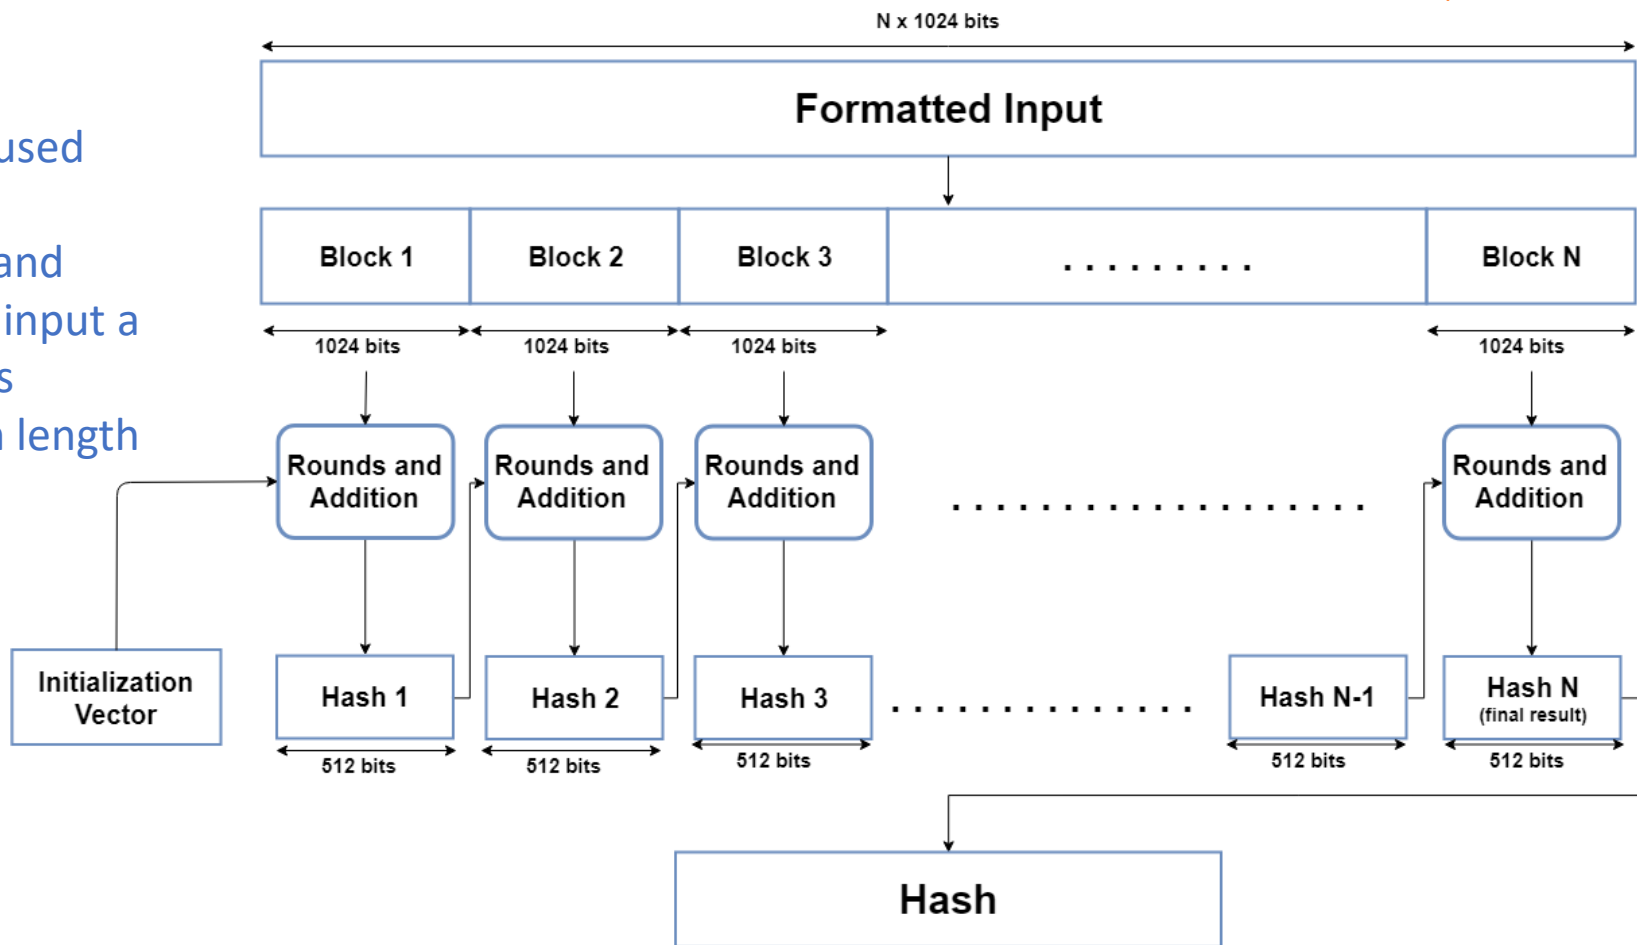 N x 1024 bits
Formatted Input
used
and
input a
s
length
Block 1 Block 2 Block 3 ......... Block N
1024 bits 1024 bits 1024 bits 1024 bits
Rounds and Addition
Rounds and Addition
Rounds and Addition
...................
Rounds and Addition
Initialization
Vector
Hash 1 Hash 2 Hash 3 .............. Hash N-1 Hash N
(final result)
512 bits 512 bits 512 bits 512 bits 512 bits
Hash